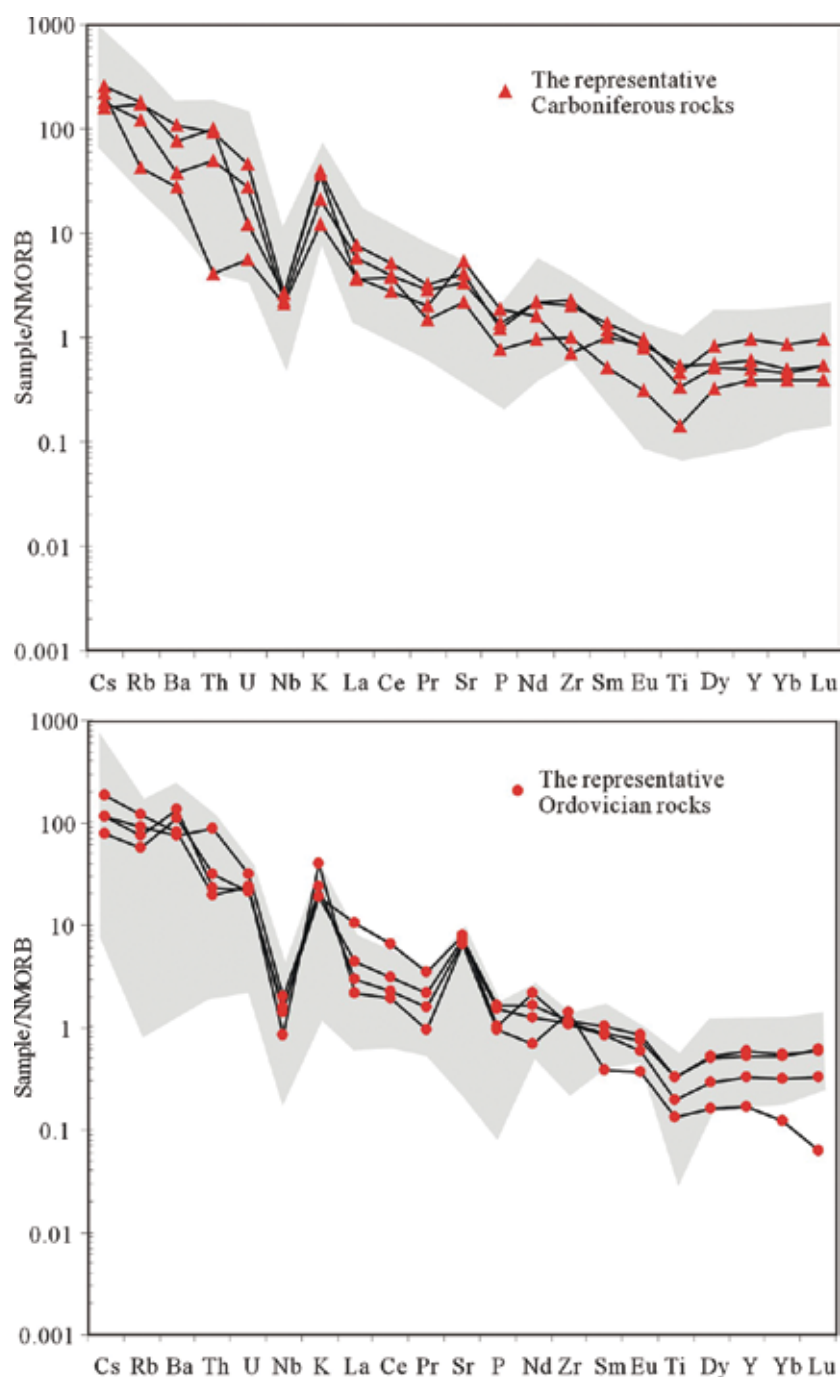 1000
The representative
Carboniferous rocks
100
10
Sample/NMORB
1
0.1
0.01
0.001
Cs Rb Ba Th U Nb K La Ce Pr Sr P Nd Zr Sm Eu Ti Dy Y Yb Lu
1000
The representative
Ordovician rocks
100
10
Sample/NMORB
1
0.1
0.01
0.001
Cs Rb Ba Th U Nb K La Ce Pr Sr P Nd Zr Sm Eu Ti Dy Y Yb Lu